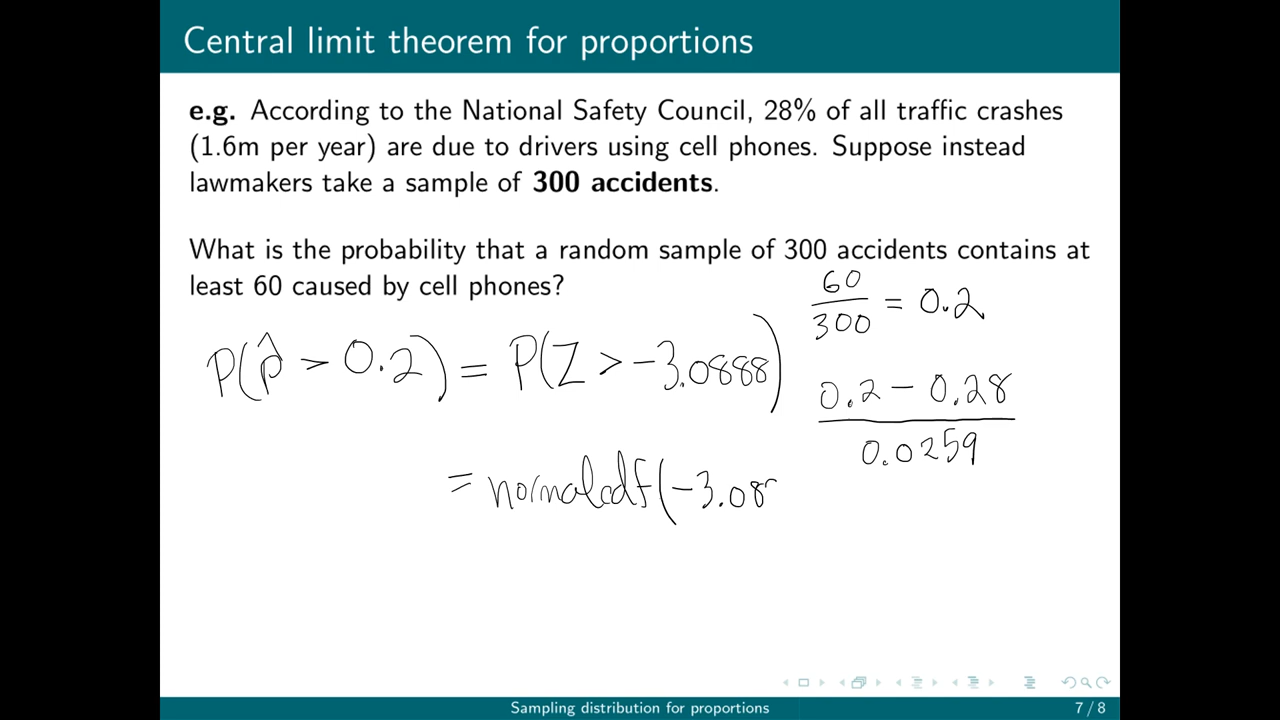 Central limit theorem for proportions
e.g. According to the National Safety Council, 28% of all traffic crashes
(1.6m per year) are due to drivers using cell phones. Suppose instead
lawmakers take a sample of 300 accidents.
What is the probability that a random sample of 300 accidents contains at
least 60 caused by cell phones?
60
300
= 0.2
P(p̂ > 0.2) = P(Z > -3.0888)
0.2 - 0.28
0.0259
= normalcdf(-3.08
Sampling distribution for proportions
7 / 8